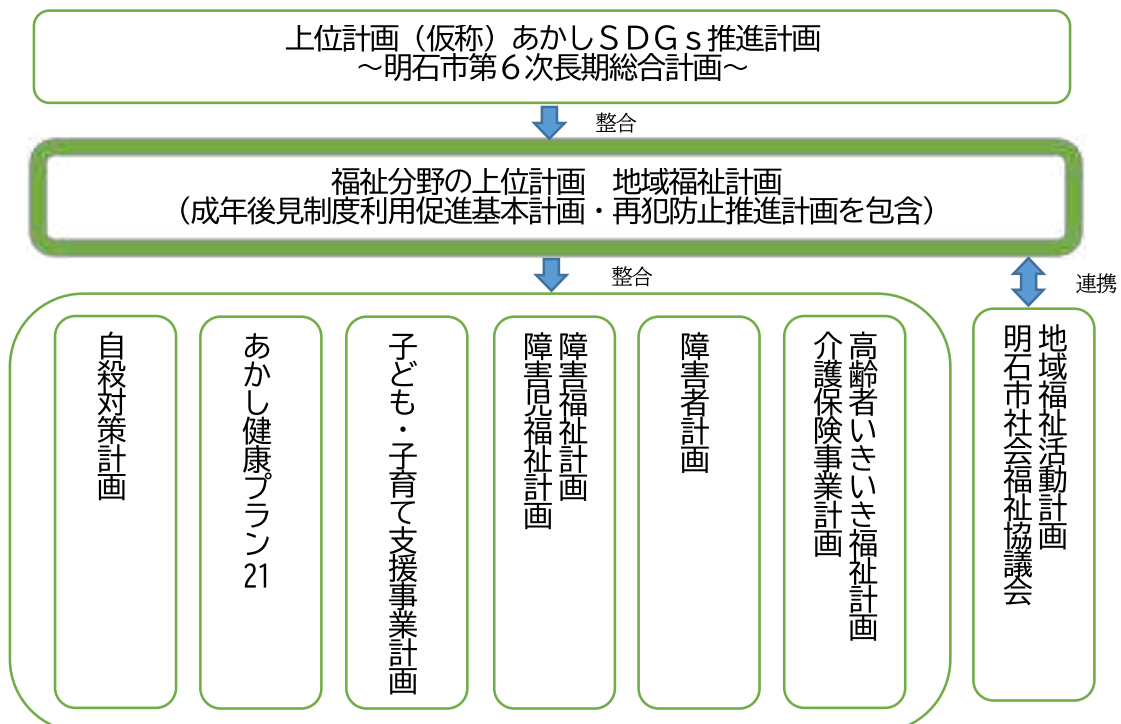 上位計画（仮称）あかしＳＤＧｓ推進計画
～明石市第６次長期総合計画～
整合
福祉分野の上位計画　地域福祉計画
（成年後見制度利用促進基本計画・再犯防止推進計画を包含）
整合
連携
地域福祉活動計画
明石市社会福祉協議会
高齢者いきいき福祉計画
介護保険事業計画
障害者計画
障害福祉計画
障害児福祉計画
子ども・子育て支援事業計画
あかし健康プラン21
自殺対策計画